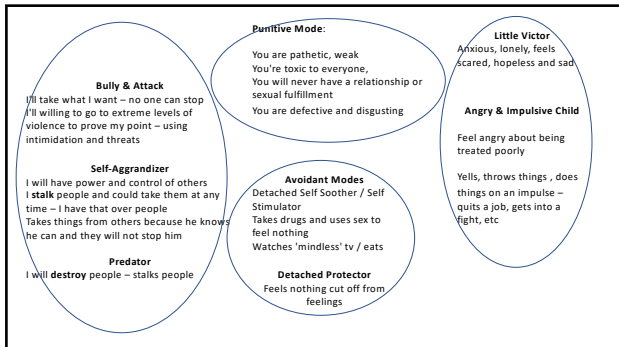 Bully & Attack
I'll take what I want – no one can stop
I'll willing to go to extreme levels of
violence to prove my point – using
intimidation and threats
Self-Aggrandizer
I will have power and control of others
I stalk people and could take them at any
time – I have that over people
Takes things from others because he knows
he can and they will not stop him
Predator
I will destroy people – stalks people
Punitive Mode:
You are pathetic, weak
You're toxic to everyone,
You will never have a relationship or
sexual fulfillment
You are defective and disgusting
Avoidant Modes
Detached Self Soother / Self
Stimulator
Takes drugs and uses sex to
feel nothing
Watches 'mindless' tv / eats
Detached Protector
Feels nothing cut off from
feelings
Little Victor
Anxious, lonely, feels
scared, hopeless and sad
Angry & Impulsive Child
Feel angry about being
treated poorly
Yells, throws things , does
things on an impulse –
quits a job, gets into a
fight, etc